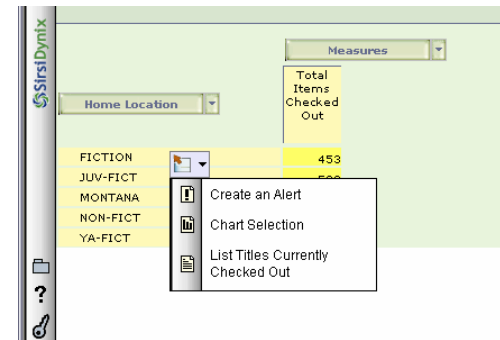 SirsiDynix
Measures
Total
Items
Checked
Out
Home Location
FICTION 453
JUV-FICT
MONTANA
NON-FICT
YA-FICT
Create an Alert
Chart Selection
List Titles Currently
Checked Out
?